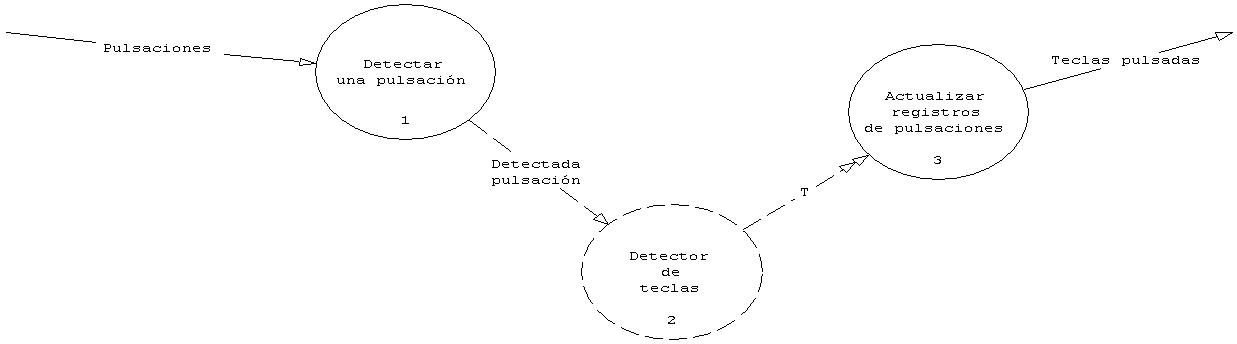 Pulsaciones
Detectar
una pulsación
1
Detectada
pulsación
Detector
de
teclas
2
T
Actualizar
registros
de pulsaciones
3
Teclas pulsadas